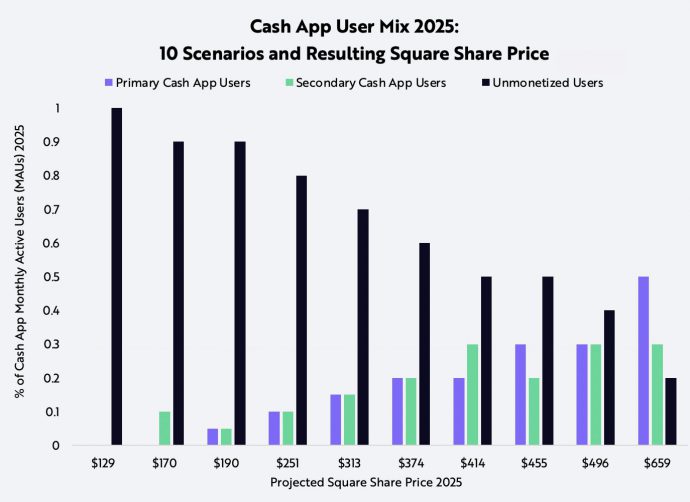 Cash App User Mix 2025:
10 Scenarios and Resulting Square Share Price
Primary Cash App Users Secondary Cash App Users Unmonetized Users
% of Cash App Monthly Active Users (MAUs) 2025
1
0.9
0.8
0.7
0.6
0.5
0.4
0.3
0.2
0.1
0
$129 $170 $190 $251 $313 $374 $414 $455 $496 $659
Projected Square Share Price 2025